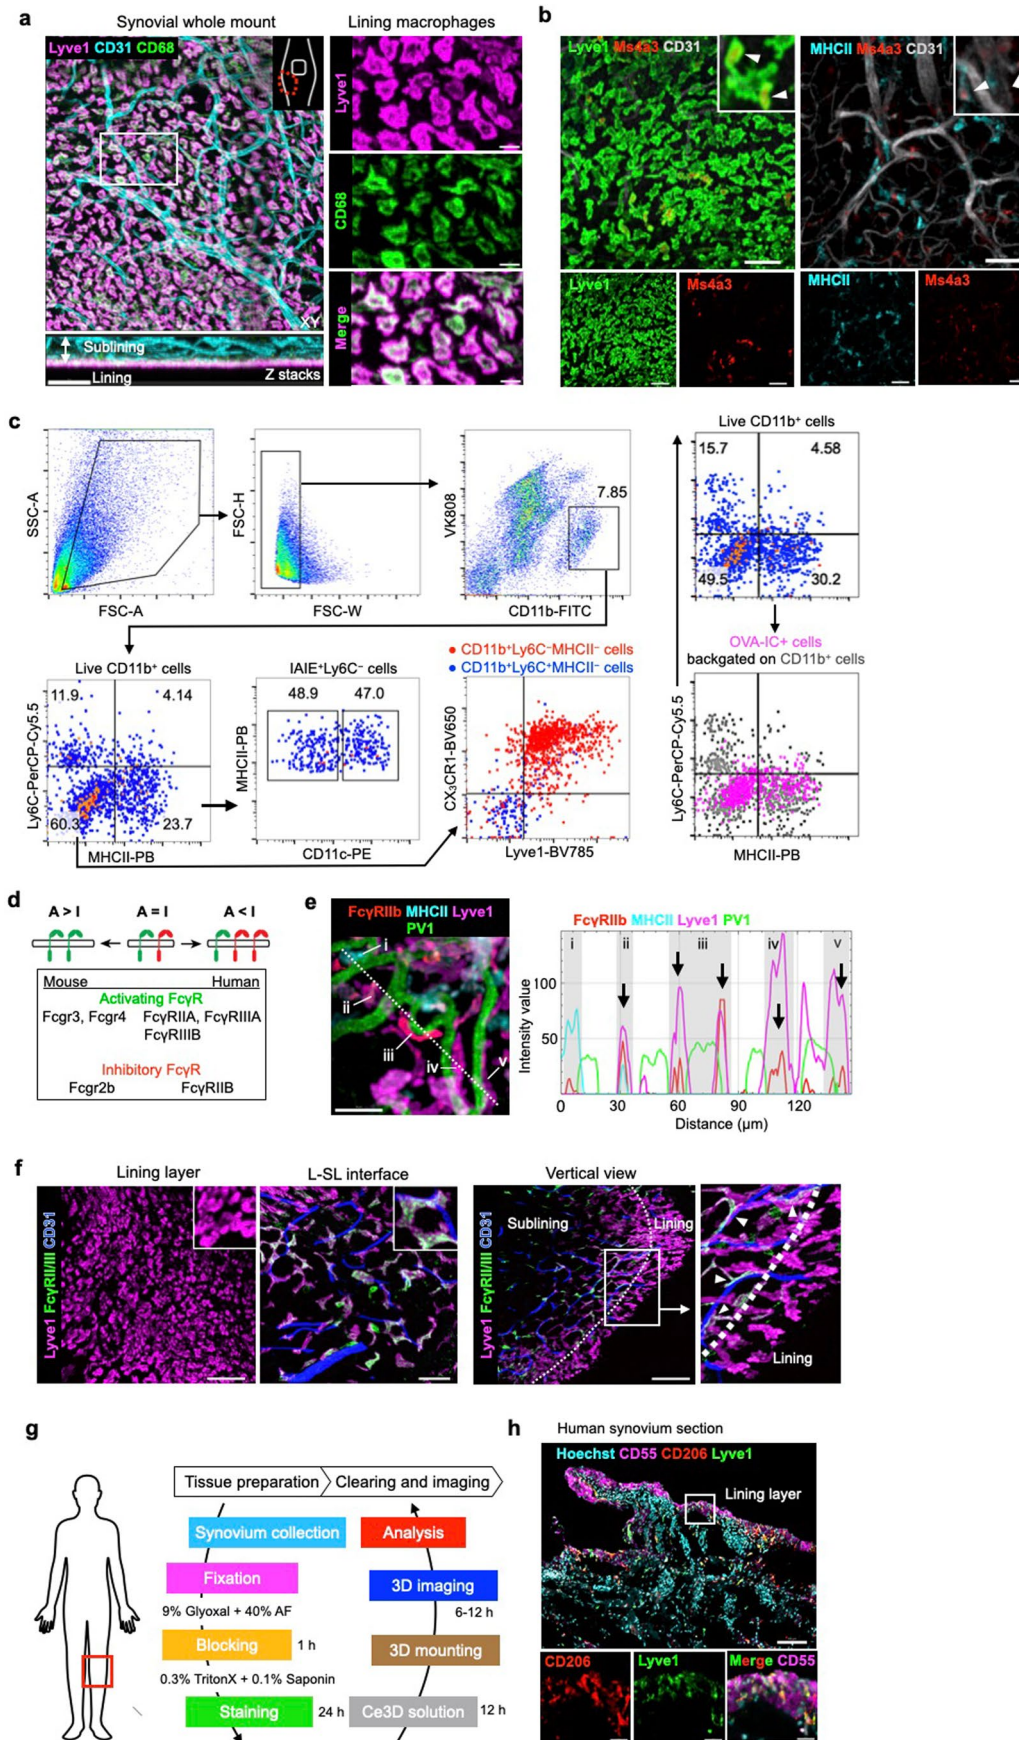 a
Synovial whole mount
Lining macrophages
Lyve1 CD31 CD68
XY
Sublining
Lining
Z stacks
Lyve1
CD68
Merge
b
Lyve1 Ms4a3 CD31
MHCII Ms4a3 CD31
Lyve1
Ms4a3
MHCII
Ms4a3
c
SSC-A
FSC-A
FSC-H
FSC-W
VK808
7.85
CD11b-FITC
Live CD11b⁺ cells
15.7
4.58
49.5
30.2
OVA-IC+ cells
backgated on CD11b⁺ cells
Ly6C-PerCP-Cy5.5
MHCII-PB
Live CD11b⁺ cells
11.9
4.14
60.3
23.7
Ly6C-PerCP-Cy5.5
MHCII-PB
IAIE⁺Ly6C⁻ cells
48.9
47.0
MHCII-PB
CD11c-PE
CD11b⁺Ly6C⁻MHCII⁻ cells
CD11b⁺Ly6C⁺MHCII⁻ cells
CX₃CR1-BV650
Lyve1-BV785
d
A > I
A = I
A < I
Mouse
Human
Activating FcγR
Fcgr3, Fcgr4
FcγRIIA, FcγRIIIA
FcγRIIIB
Inhibitory FcγR
Fcgr2b
FcγRIIB
e
FcγRIIb MHCII Lyve1
PV1
i
ii
iii
iv
v
FcγRIIb MHCII Lyve1
PV1
i
ii
iii
iv
v
Intensity value
100
50
0
30
60
90
120
Distance (µm)
f
Lining layer
L-SL interface
Vertical view
Lyve1 FcγRII/III CD31
Lyve1 FcγRII/III CD31
Sublining
Lining
Lining
g
Tissue preparation
Clearing and imaging
Synovium collection
Fixation
9% Glyoxal + 40% AF
Blocking
1 h
0.3% TritonX + 0.1% Saponin
Staining
24 h
Analysis
3D imaging
6-12 h
3D mounting
Ce3D solution
12 h
h
Human synovium section
Hoechst CD55 CD206 Lyve1
Lining layer
CD206
Lyve1
Merge CD55